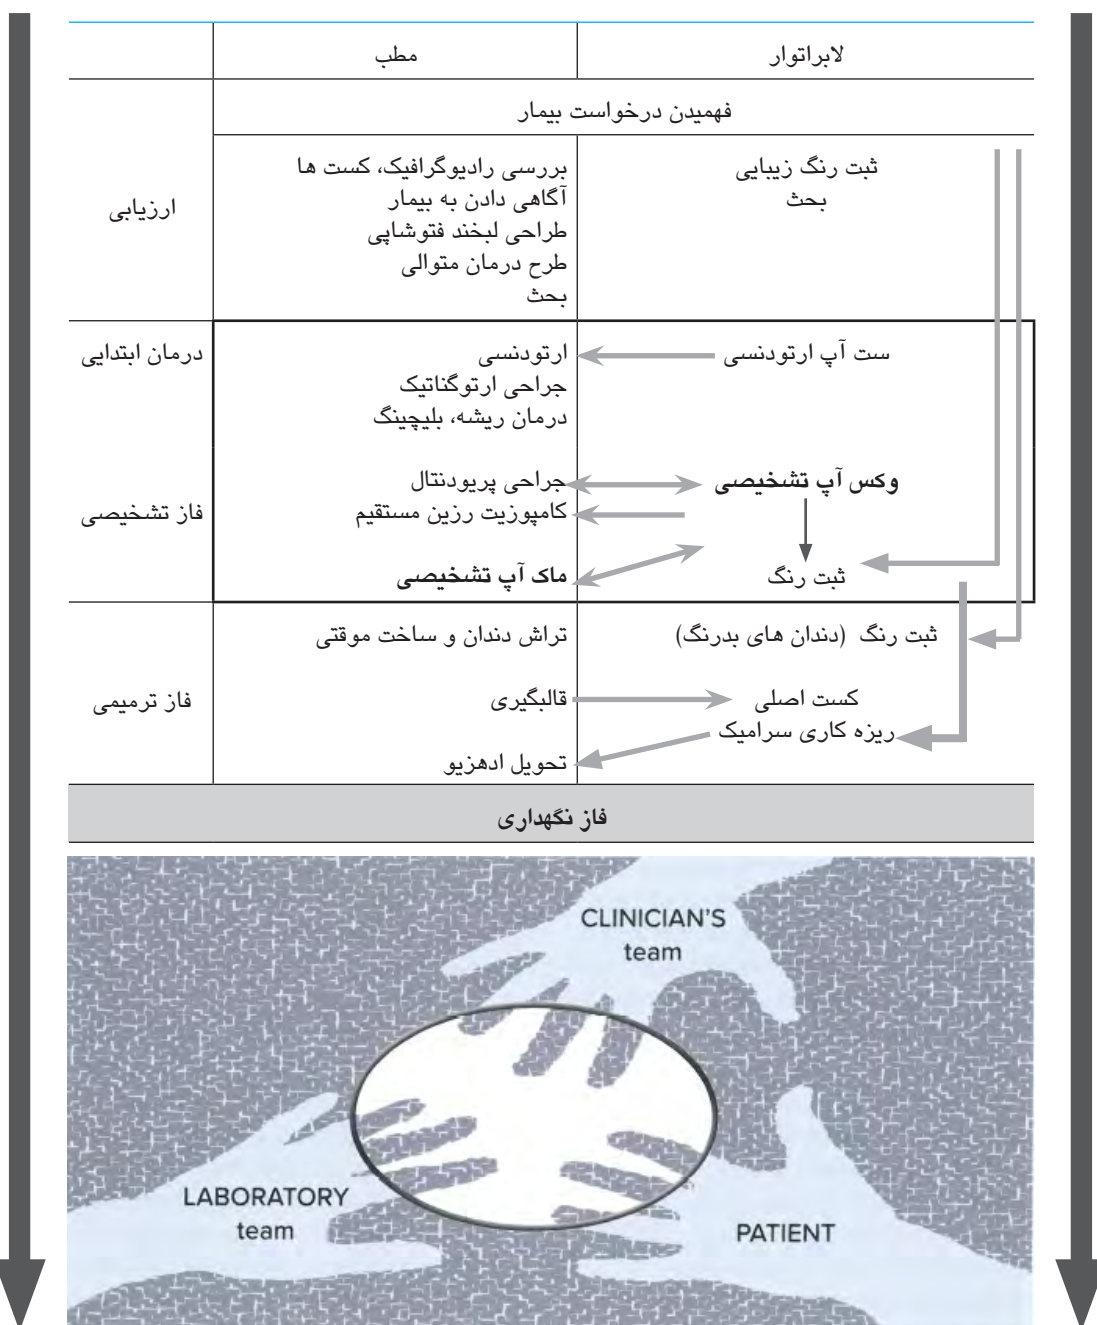 لابراتوار
مطب
فهمیدن درخواست بیمار
ارزیابی
ثبت رنگ زیبایی
بحث
بررسی رادیوگرافیک، کست ها
آگاهی دادن به بیمار
طراحی لبخند فتوشاپی
طرح درمان متوالی
بحث
درمان ابتدایی
ست آپ ارتودنسی
ارتودنسی
جراحی ارتوگناتیک
درمان ریشه، بلیچینگ
فاز تشخیصی
وکس آپ تشخیصی
ثبت رنگ
جراحی پریودنتال
کامپوزیت رزین مستقیم
ماک آپ تشخیصی
فاز ترمیمی
ثبت رنگ (دندان های بدرنگ)
کست اصلی
ریزه کاری سرامیک
تراش دندان و ساخت موقتی
قالبگیری
تحویل ادهزیو
فاز نگهداری
CLINICIAN'S
team
LABORATORY
team
PATIENT